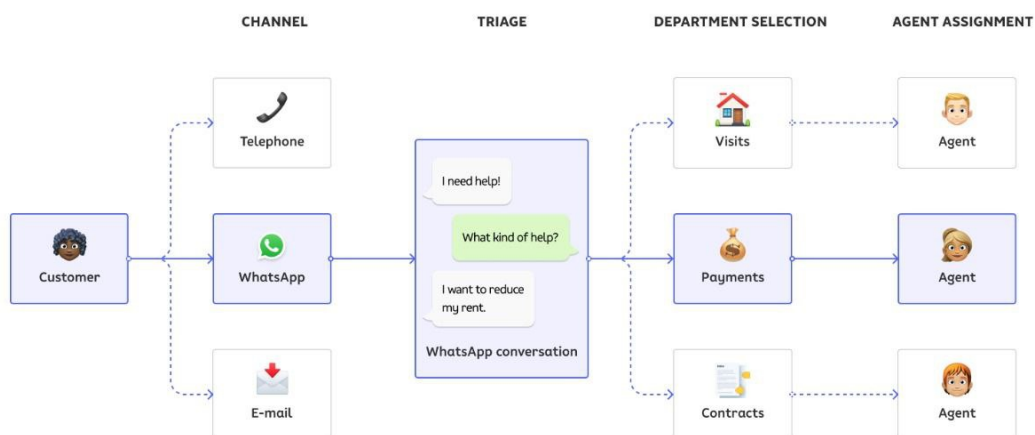 CHANNEL
TRIAGE
DEPARTMENT SELECTION
AGENT ASSIGNMENT
Customer
Telephone
WhatsApp
E-mail
I need help!
What kind of help?
I want to reduce
my rent.
WhatsApp conversation
Visits
Payments
Contracts
Agent
Agent
Agent